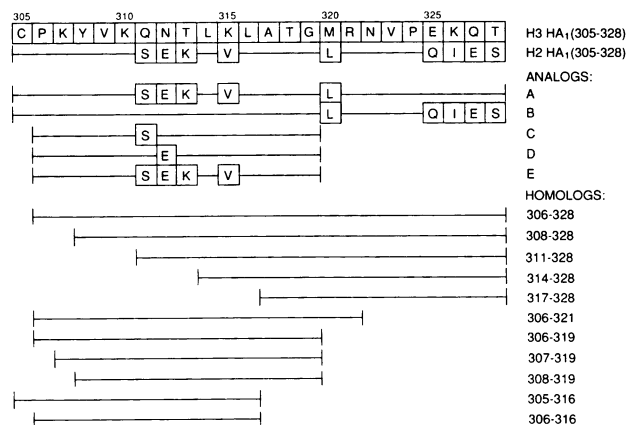 305 310 315 320 325
C P K Y V K Q N T L K L A T G M R N V P E K Q T H3 HA1(305-328)
S E K V L Q I E S H2 HA1(305-328)
ANALOGS:
S E K V L A
L Q I E S B
S C
E D
S E K V E
HOMOLOGS:
306-328
308-328
311-328
314-328
317-328
306-321
306-319
307-319
308-319
305-316
306-316